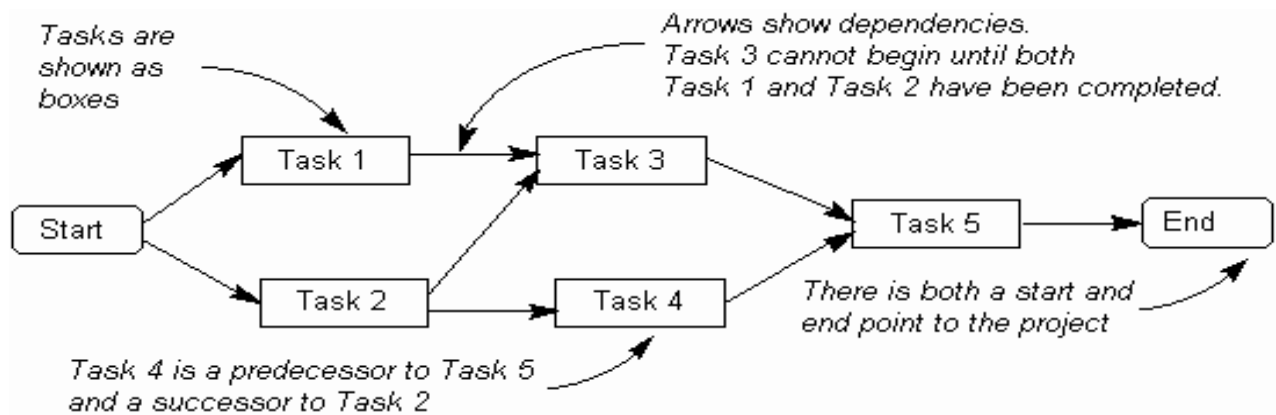 Tasks are
shown as
boxes
Arrows show dependencies.
Task 3 cannot begin until both
Task 1 and Task 2 have been completed.
Task 1
Task 3
Start
Task 5
End
Task 2
Task 4
There is both a start and
end point to the project
Task 4 is a predecessor to Task 5
and a successor to Task 2